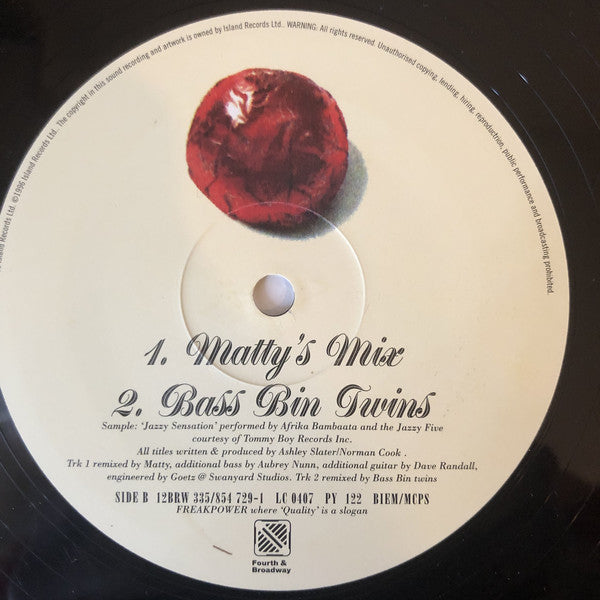 Island Records Ltd. ©1996 Island Records Ltd. The copyright in this sound recording and artwork is owned by Island Records Ltd.. WARNING: All rights reserved. Unauthorised copying, lending, hiring, reproduction, public performance and broadcasting prohibited.
1. Matty's Mix
2. Bass Bin Twins
Sample: 'Jazzy Sensation' performed by Afrika Bambaata and the Jazzy Five
courtesy of Tommy Boy Records Inc.
All titles written & produced by Ashley Slater/Norman Cook .
Trk 1 remixed by Matty, additional bass by Aubrey Nunn, additional guitar by Dave Randall,
engineered by Goetz @ Swanyard Studios. Trk 2 remixed by Bass Bin twins
SIDE B 12BRW 335/854 729-1 LC 0407 PY 122 BIEM/MCPS
FREAKPOWER where 'Quality' is a slogan
Fourth &
Broadway